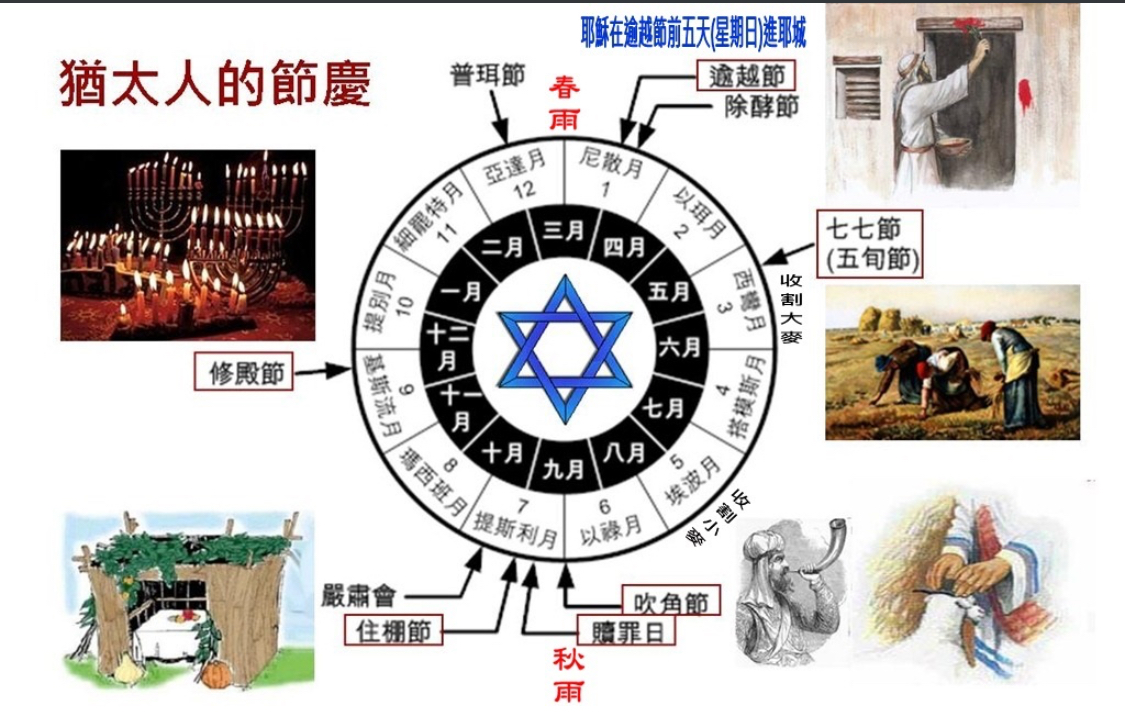 耶穌在逾越節前五天(星期日)進耶城
猶太人的節慶
普珥節
春
雨
逾越節
除酵節
七七節
(五旬節)
收割大麥
收割小麥
吹角節
贖罪日
住棚節
嚴肅會
秋
雨
修殿節
尼散月
1
以珥月
2
西彎月
3
搭模斯月
4
埃波月
5
以祿月
6
提斯利月
7
瑪西班月
8
基斯流月
9
提別月
10
細罷特月
11
亞達月
12
三月
四月
五月
六月
七月
八月
九月
十月
十一
月
十二
月
一月
二月